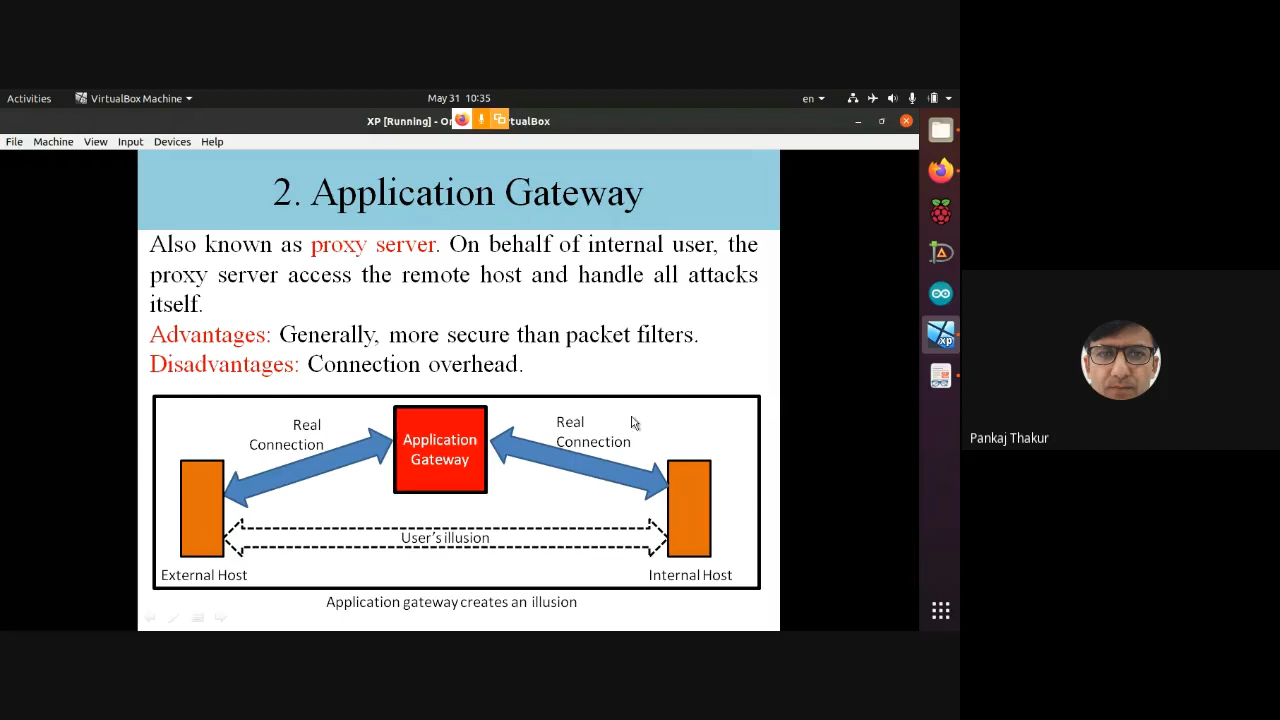 Activities VirtualBox Machine May 31 10:35 en
XP [Running] - Or rtualBox
File Machine View Input Devices Help
2. Application Gateway
Also known as proxy server. On behalf of internal user, the
proxy server access the remote host and handle all attacks
itself.
Advantages: Generally, more secure than packet filters.
Disadvantages: Connection overhead.
Real
Connection
Application
Gateway
Real
Connection
User's illusion
External Host
Internal Host
Application gateway creates an illusion
xp
Pankaj Thakur